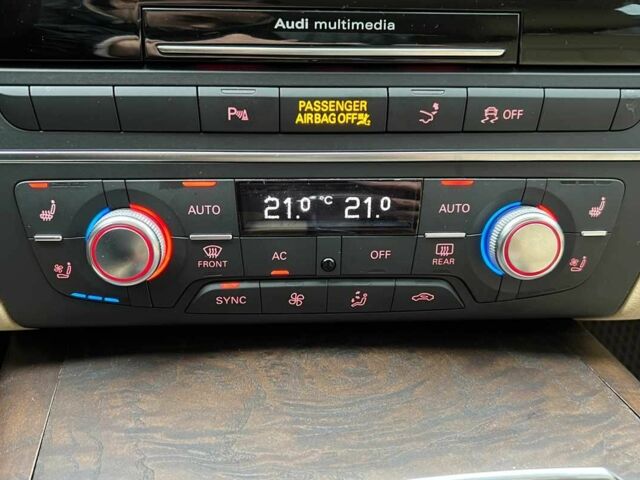 Audi multimedia
P
PASSENGER
AIRBAG OFF
OFF
AUTO
21.0 °C 21.0
AUTO
FRONT
AC
OFF
REAR
SYNC